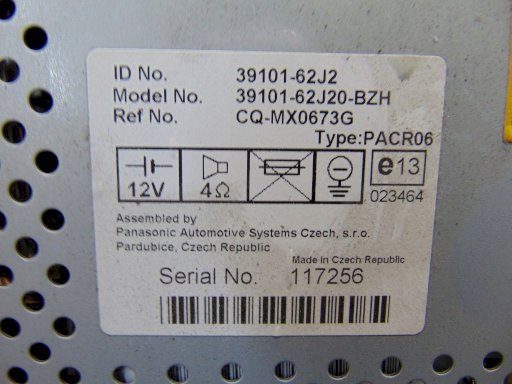 ID No. 39101-62J2
Model No. 39101-62J20-BZH
Ref No. CQ-MX0673G
Type:PACR06
12V 4Ω e13
023464
Assembled by
Panasonic Automotive Systems Czech, s.r.o.
Pardubice, Czech Republic
Made in Czech Republic
Serial No. 117256